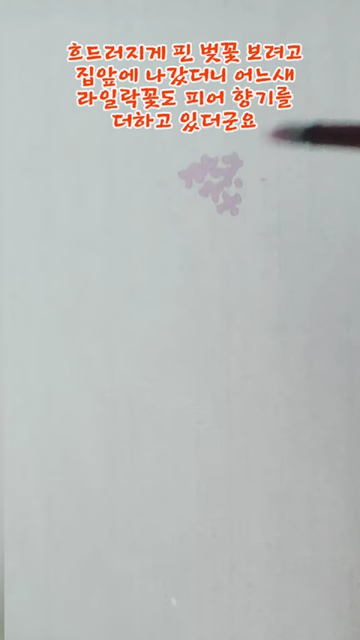 흐드러지게 핀 벚꽃 보려고
집앞에 나갔더니 어느새
라일락꽃도 피어 향기를
더하고 있더군요